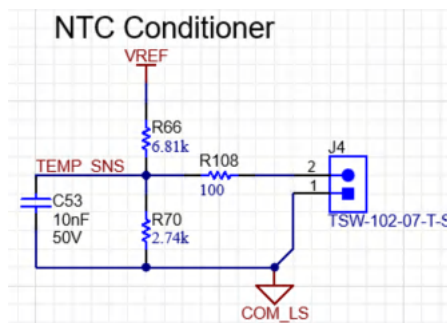 NTC Conditioner
VREF
R66
6.81k
TEMP_SNS
R108
100
J4
2
1
C53
10nF
50V
R70
2.74k
TSW-102-07-T-S
COM_LS